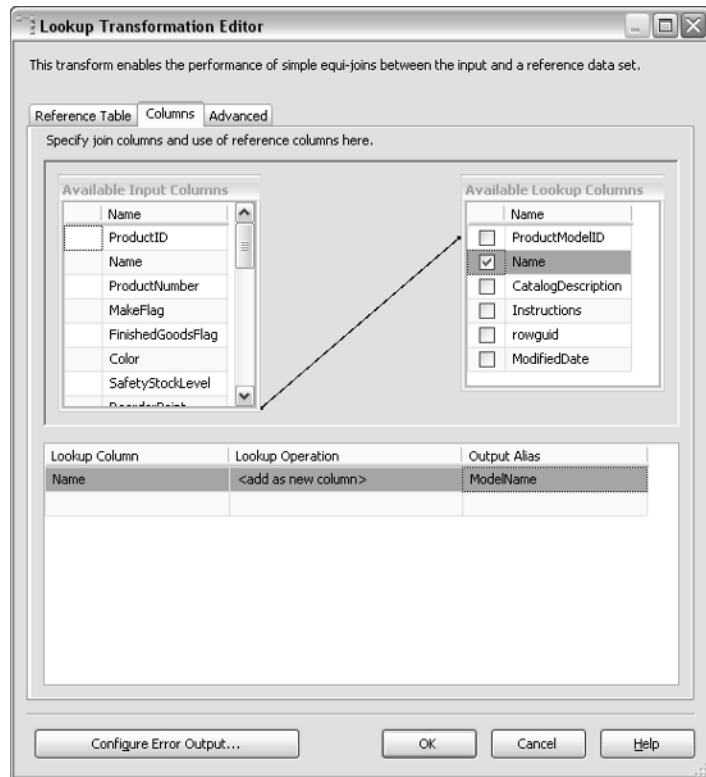 Lookup Transformation Editor
This transform enables the performance of simple equi-joins between the input and a reference data set.
Reference Table Columns Advanced
Specify join columns and use of reference columns here.
Available Input Columns
Name
ProductID
Name
ProductNumber
MakeFlag
FinishedGoodsFlag
Color
SafetyStockLevel
ReorderPoint
Available Lookup Columns
Name
ProductModelID
Name
CatalogDescription
Instructions
rowguid
ModifiedDate
Lookup Column Lookup Operation Output Alias
Name <add as new column> ModelName
Configure Error Output... OK Cancel Help